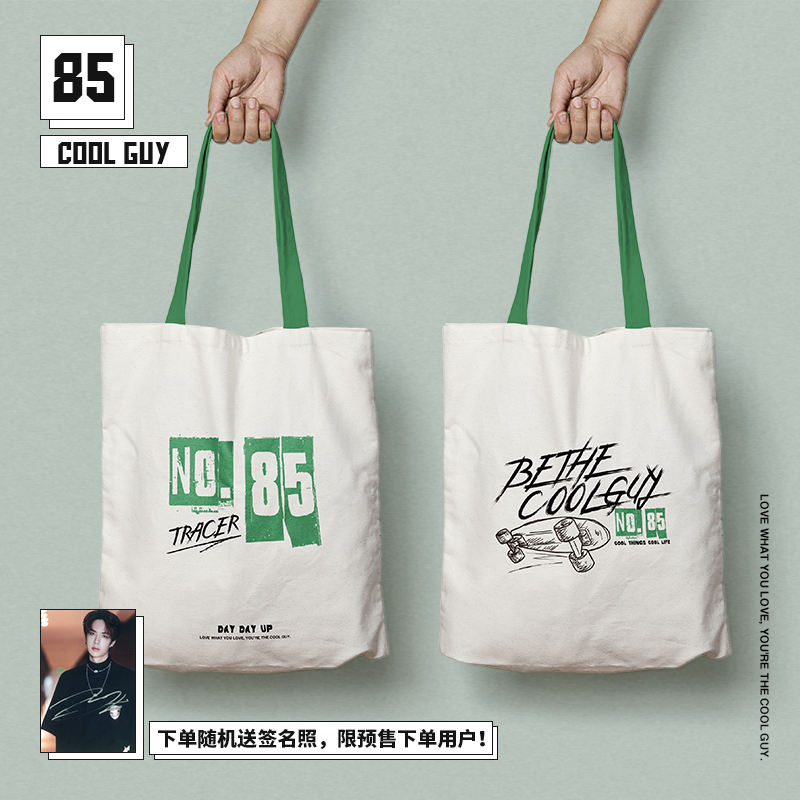 85
COOL GUY
NO. 85
TRACER
DAY DAY UP
LOVE WHAT YOU LOVE, YOU'RE THE COOL GUY.
BE THE
COOL GUY
NO. 85
COOL THINGS COOL LIFE
LOVE WHAT YOU LOVE, YOU'RE THE COOL GUY.
下单随机送签名照，限预售下单用户！